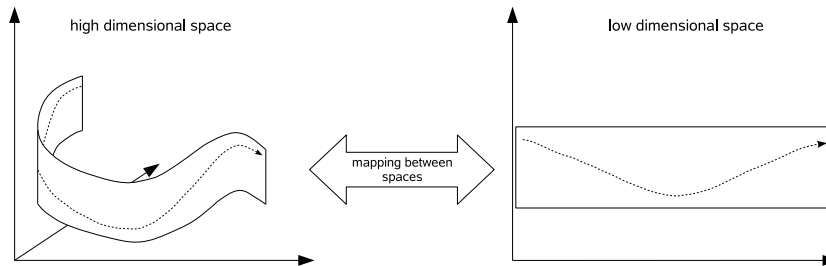 high dimensional space
low dimensional space
mapping between
spaces